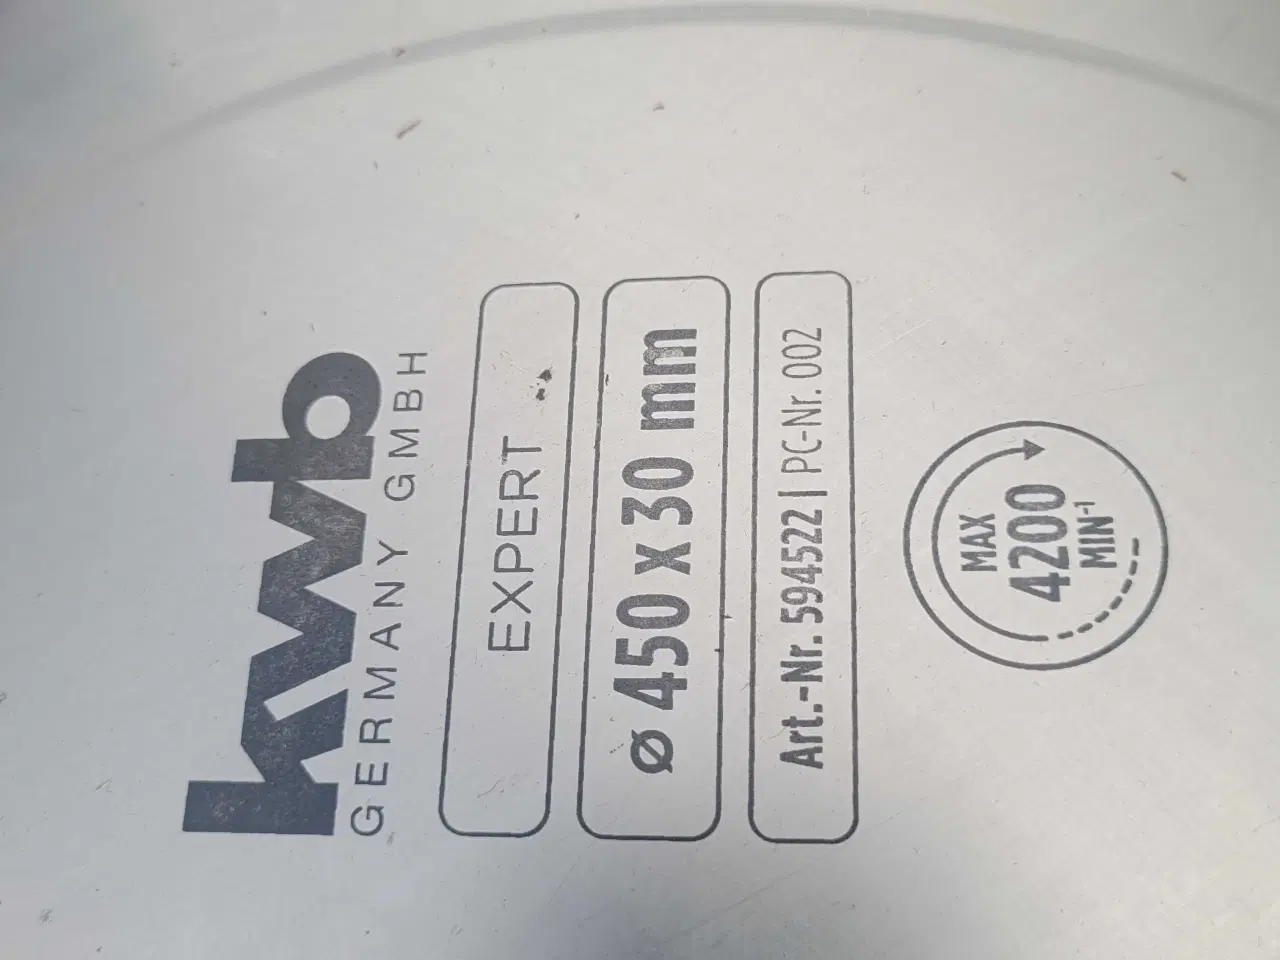 kwb
GERMANY GMBH
EXPERT
ø 450 x 30 mm
Art.-Nr. 594522 | PC-Nr. 002
MAX
4200
MIN⁻¹